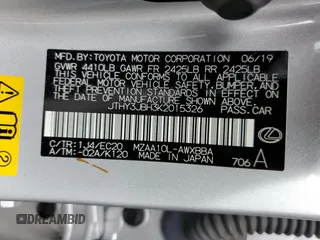 MFD.BY: TOYOTA MOTOR CORPORATION 06/19
GVWR 4410LB GAWR FR 2425LB RR 2425LB
THIS VEHICLE CONFORMS TO ALL APPLICABLE
FEDERAL MOTOR VEHICLE SAFETY, BUMPER,
AND THEFT PREVENTION STANDARDS IN EFFECT
ON THE DATE OF MANUFACTURE SHOWN ABOVE.
JTHY3JBH3K2015326 PASS.CAR
C/TR:1J4/EC20 MZAA10L-AWXBBA
A/TM:-02A/K120 MADE IN JAPAN
706 A